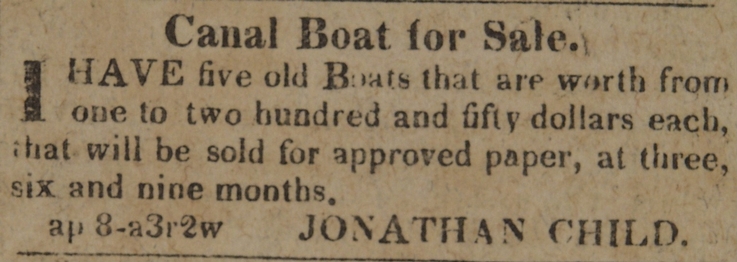 Canal Boat for Sale.
I HAVE five old Boats that are worth from
one to two hundred and fifty dollars each,
that will be sold for approved paper, at three,
six and nine months.
ap 8-a3r2w JONATHAN CHILD.